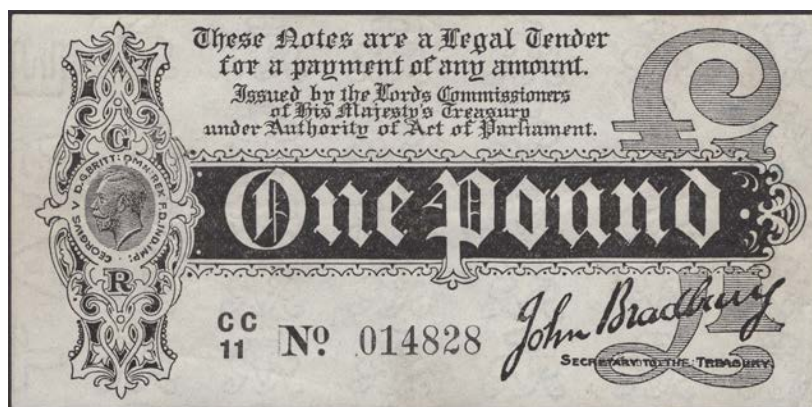 These Notes are a Legal Tender
for a payment of any amount.
Issued by the Lords Commissioners
of His Majesty's Treasury
under Authority of Act of Parliament.
£1
G
GEORGIVS V D.G.BRITT: OMN: REX F.D.IND:IMP:
R
One Pound
£1
CC
11
Nº 014828
John Bradbury
SECRETARY TO THE TREASURY.